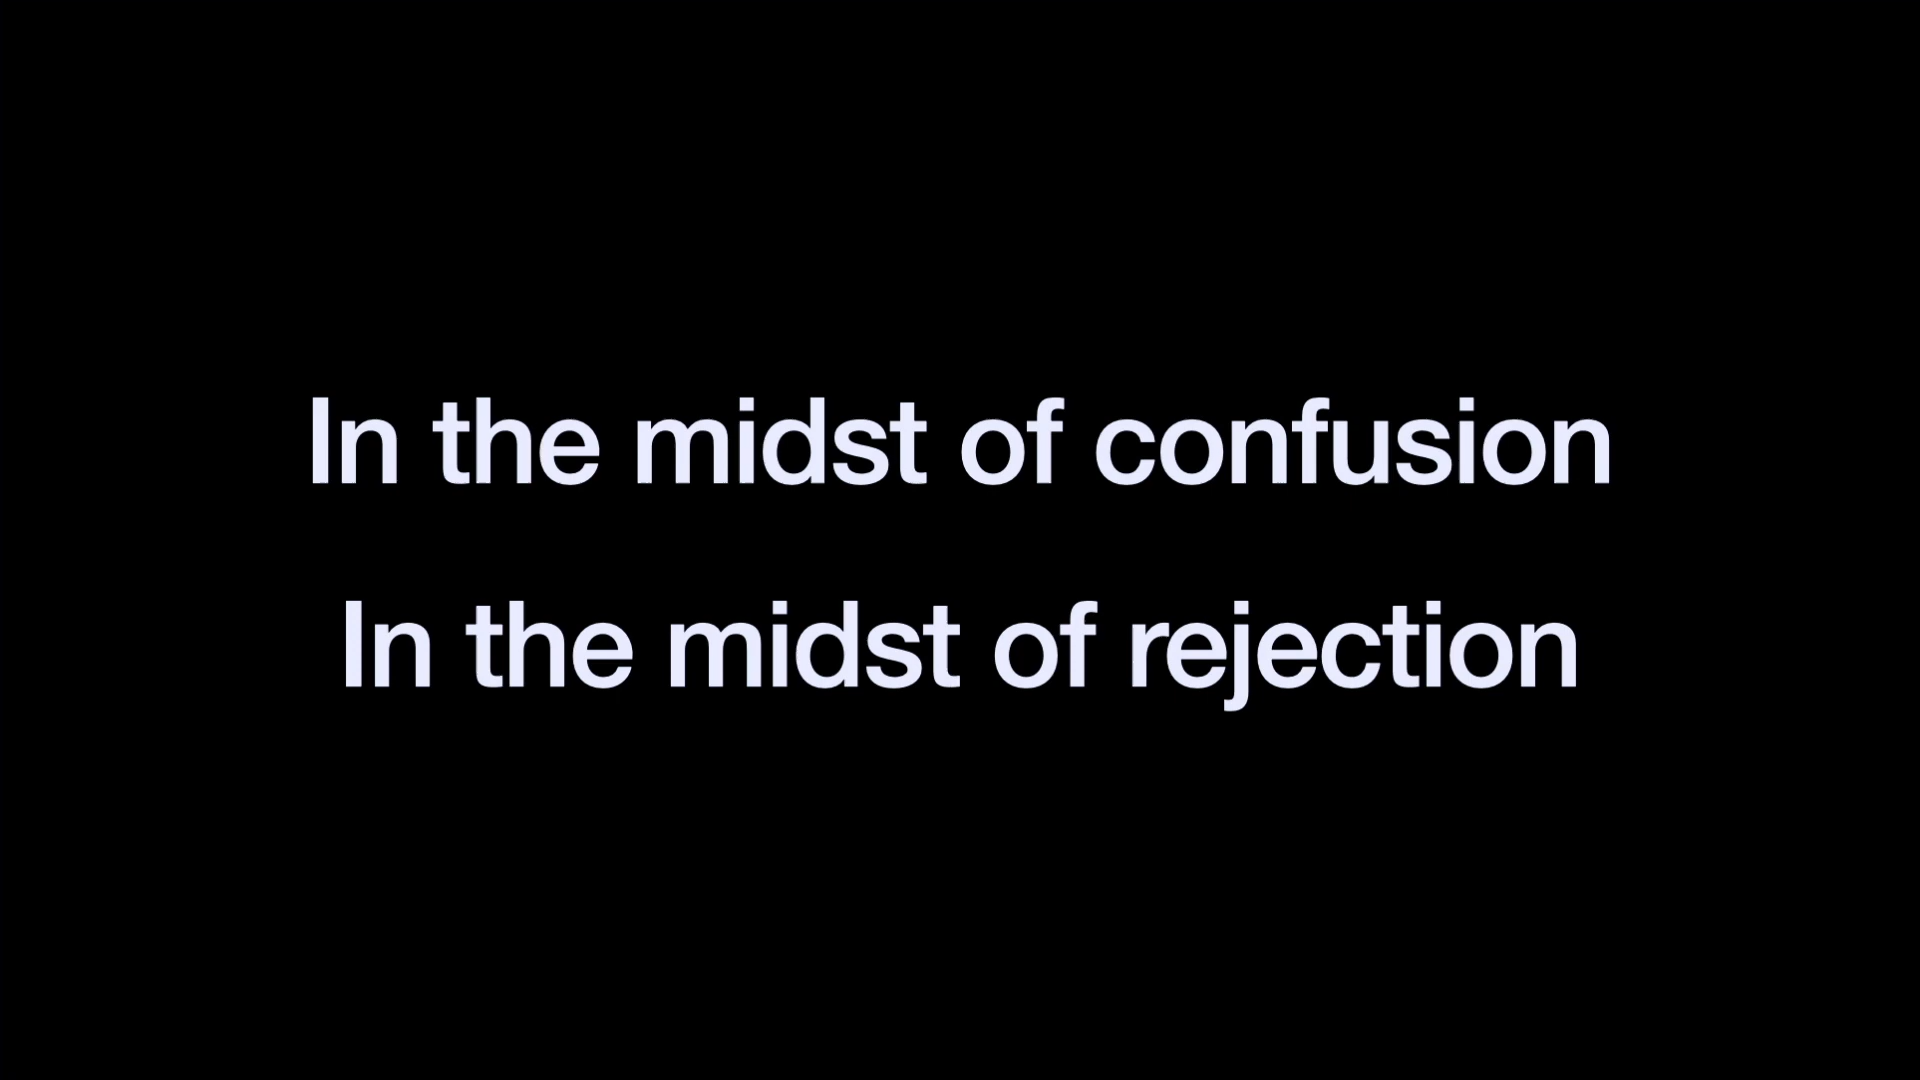 In the midst of confusion
In the midst of rejection